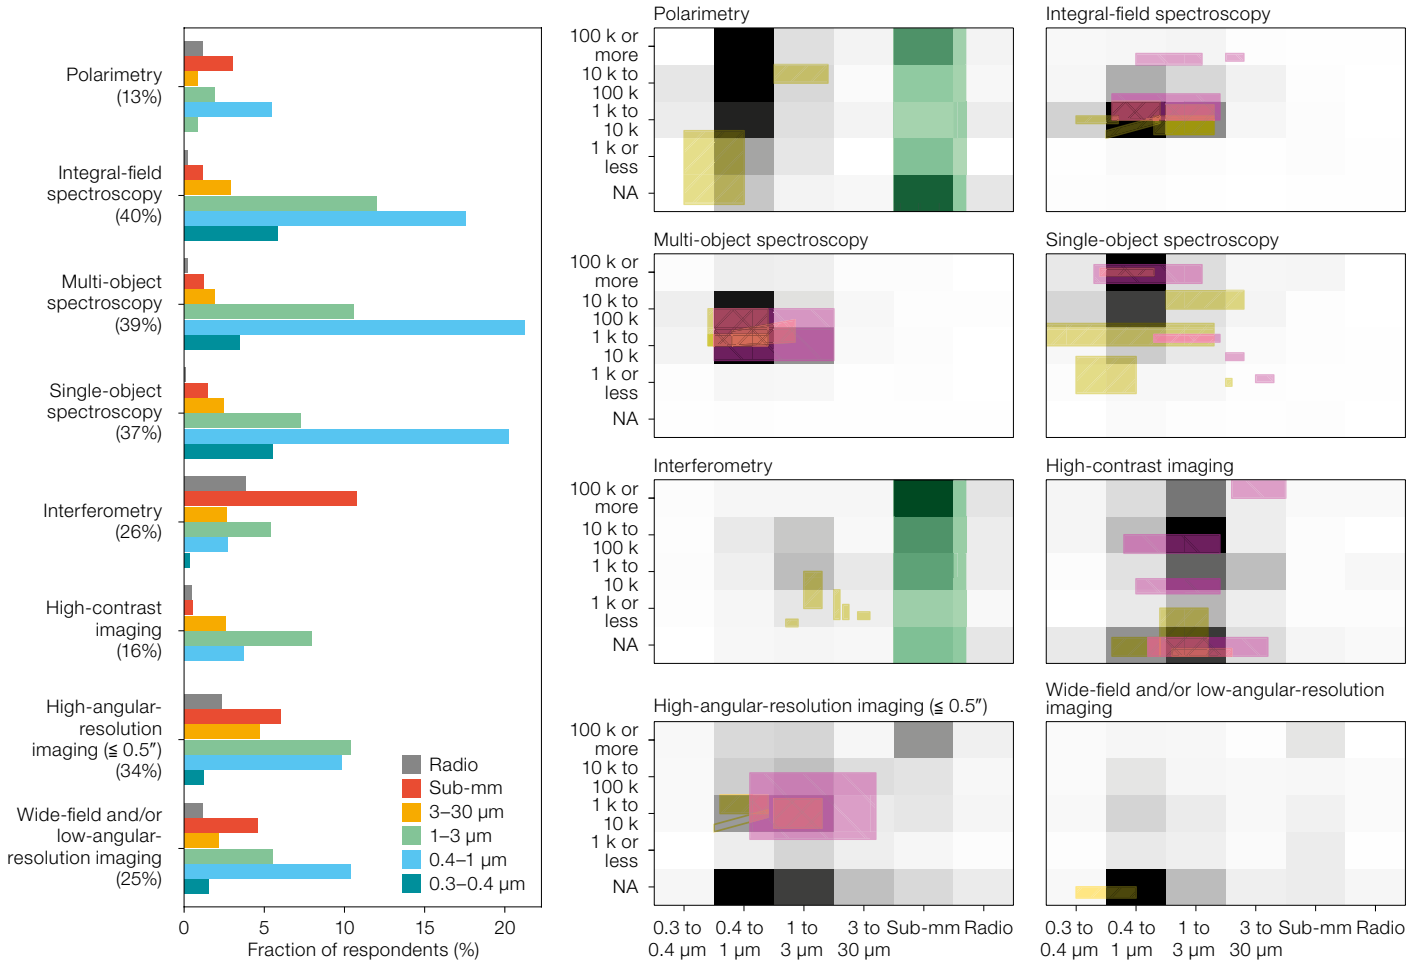 Polarimetry
(13%)
Integral-field
spectroscopy
(40%)
Multi-object
spectroscopy
(39%)
Single-object
spectroscopy
(37%)
Interferometry
(26%)
High-contrast
imaging
(16%)
High-angular-
resolution
imaging (≦ 0.5″)
(34%)
Wide-field and/or
low-angular-
resolution imaging
(25%)
Radio
Sub-mm
3–30 µm
1–3 µm
0.4–1 µm
0.3–0.4 µm
0 5 10 15 20
Fraction of respondents (%)
Polarimetry
100 k or
more
10 k to
100 k
1 k to
10 k
1 k or
less
NA
Integral-field spectroscopy
Multi-object spectroscopy
100 k or
more
10 k to
100 k
1 k to
10 k
1 k or
less
NA
Single-object spectroscopy
Interferometry
100 k or
more
10 k to
100 k
1 k to
10 k
1 k or
less
NA
High-contrast imaging
High-angular-resolution imaging (≦ 0.5″)
100 k or
more
10 k to
100 k
1 k to
10 k
1 k or
less
NA
0.3 to 0.4 to 1 to 3 to Sub-mm Radio
0.4 µm 1 µm 3 µm 30 µm
Wide-field and/or low-angular-resolution
imaging
0.3 to 0.4 to 1 to 3 to Sub-mm Radio
0.4 µm 1 µm 3 µm 30 µm